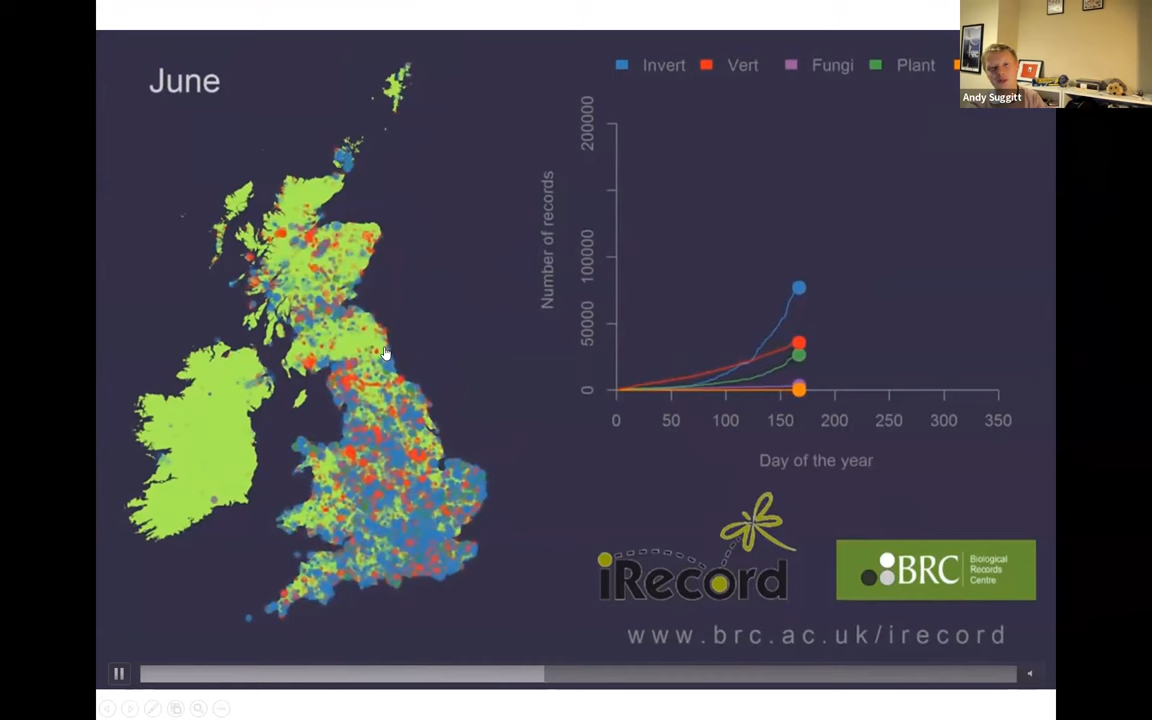 June
Invert Vert Fungi Plant
Andy Suggitt
Number of records
200000
100000
50000
0
0 50 100 150 200 250 300 350
Day of the year
iRecord
BRC Biological
Records
Centre
www.brc.ac.uk/irecord